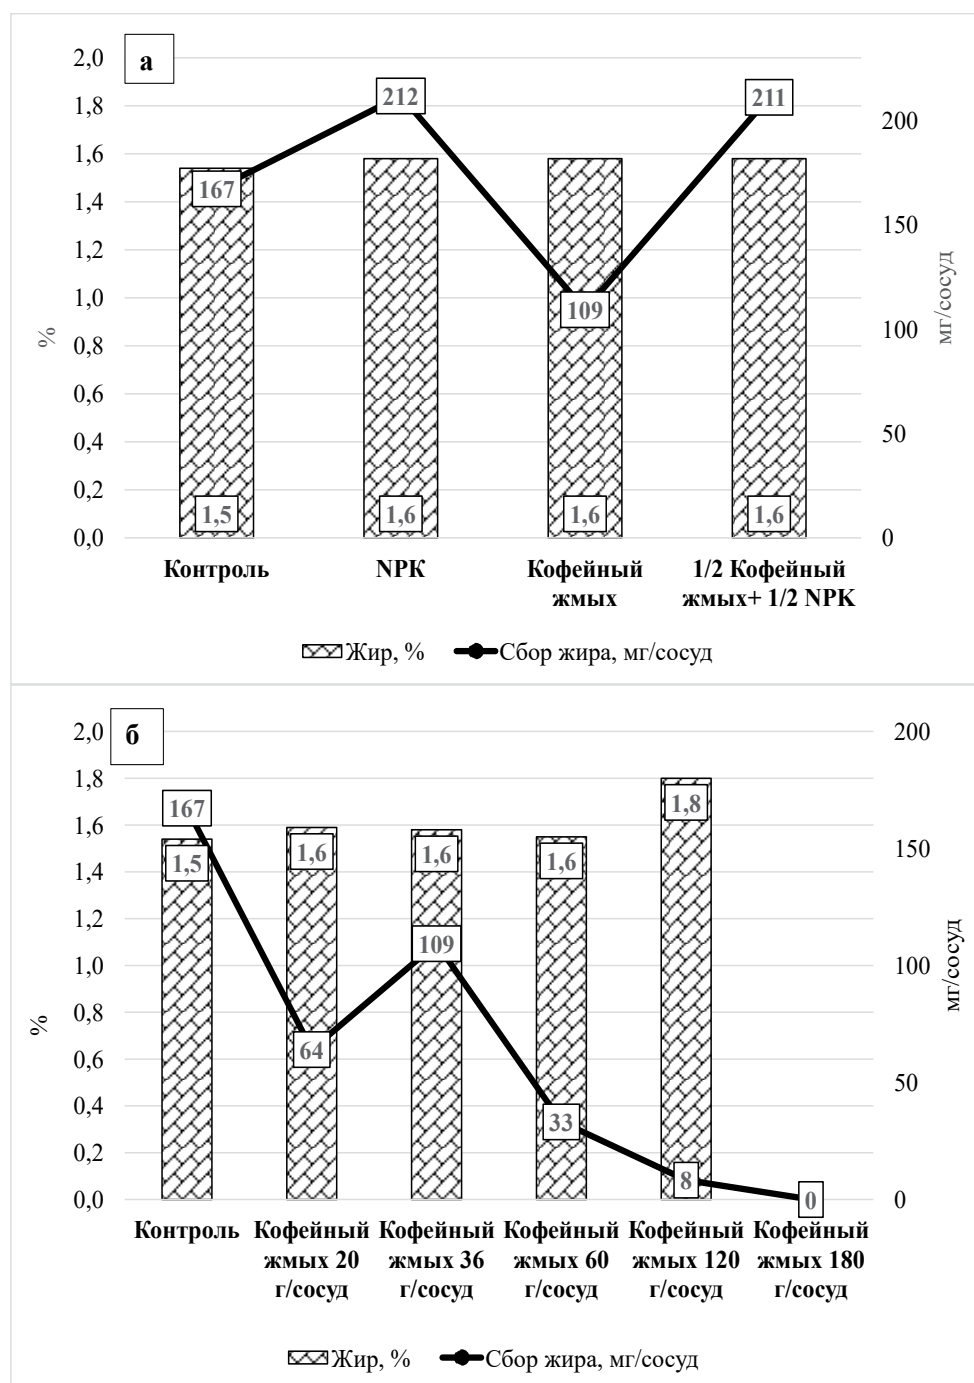 а
2,0
1,8
1,6
1,4
1,2
1,0
0,8
0,6
0,4
0,2
0,0
%
200
150
100
50
0
мг/сосуд
167
212
109
211
1,5
1,6
1,6
1,6
Контроль
NPK
Кофейный
жмых
1/2 Кофейный
жмых+ 1/2 NPK
Жир, %
Сбор жира, мг/сосуд
б
2,0
1,8
1,6
1,4
1,2
1,0
0,8
0,6
0,4
0,2
0,0
%
200
150
100
50
0
мг/сосуд
167
1,5
1,6
1,6
1,6
1,8
64
109
33
8
0
Контроль
Кофейный
жмых 20
г/сосуд
Кофейный
жмых 36
г/сосуд
Кофейный
жмых 60
г/сосуд
Кофейный
жмых 120
г/сосуд
Кофейный
жмых 180
г/сосуд
Жир, %
Сбор жира, мг/сосуд